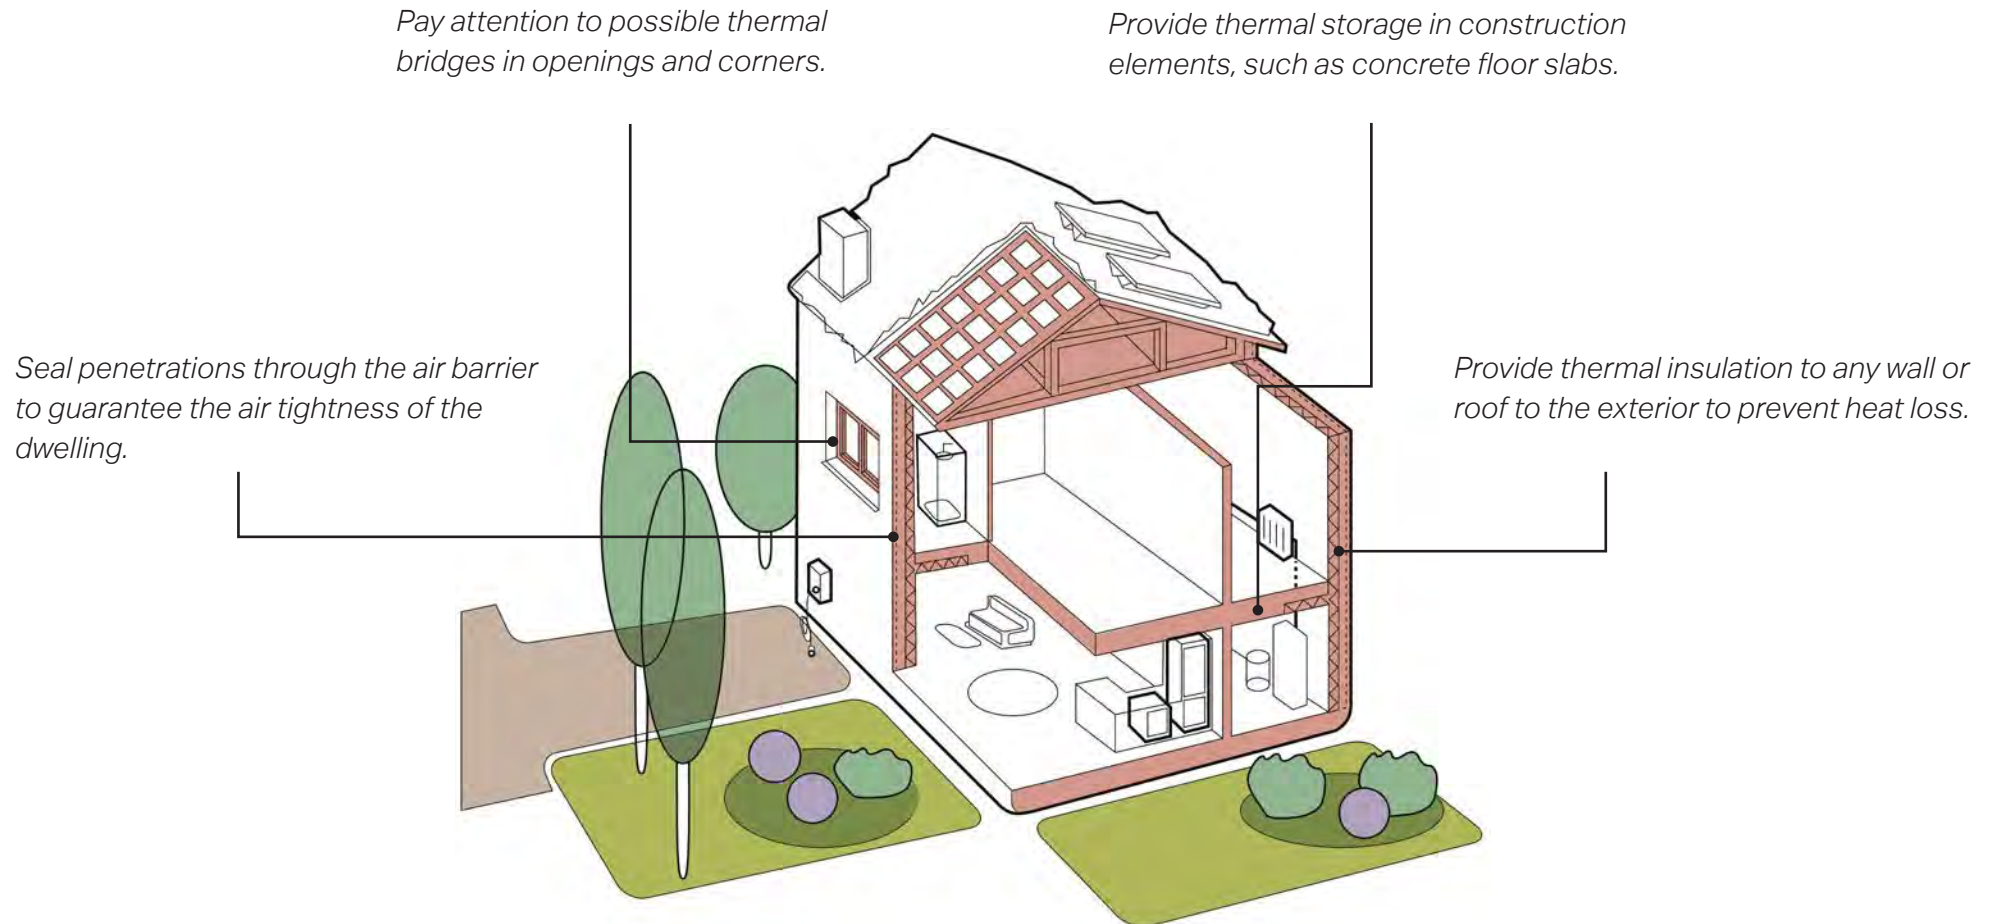 Pay attention to possible thermal
bridges in openings and corners.
Provide thermal storage in construction
elements, such as concrete floor slabs.
Seal penetrations through the air barrier
to guarantee the air tightness of the
dwelling.
Provide thermal insulation to any wall or
roof to the exterior to prevent heat loss.